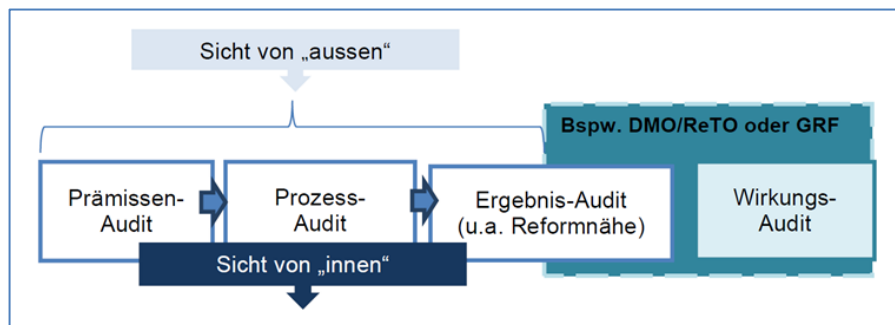 Sicht von „aussen“
Bspw. DMO/ReTO oder GRF
Prämissen-
Audit
Prozess-
Audit
Ergebnis-Audit
(u.a. Reformnähe)
Wirkungs-
Audit
Sicht von „innen“